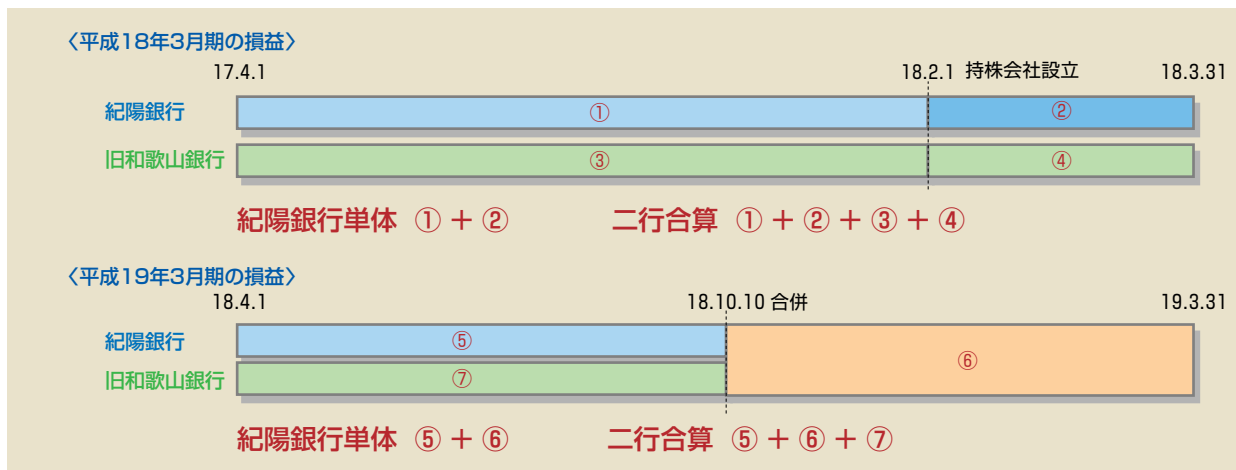 〈平成18年3月期の損益〉
17.4.1 18.2.1 持株会社設立 18.3.31
紀陽銀行 ① ②
旧和歌山銀行 ③ ④
紀陽銀行単体 ①+② 二行合算 ①+②+③+④
〈平成19年3月期の損益〉
18.4.1 18.10.10 合併 19.3.31
紀陽銀行 ⑤ ⑥
旧和歌山銀行 ⑦
紀陽銀行単体 ⑤+⑥ 二行合算 ⑤+⑥+⑦